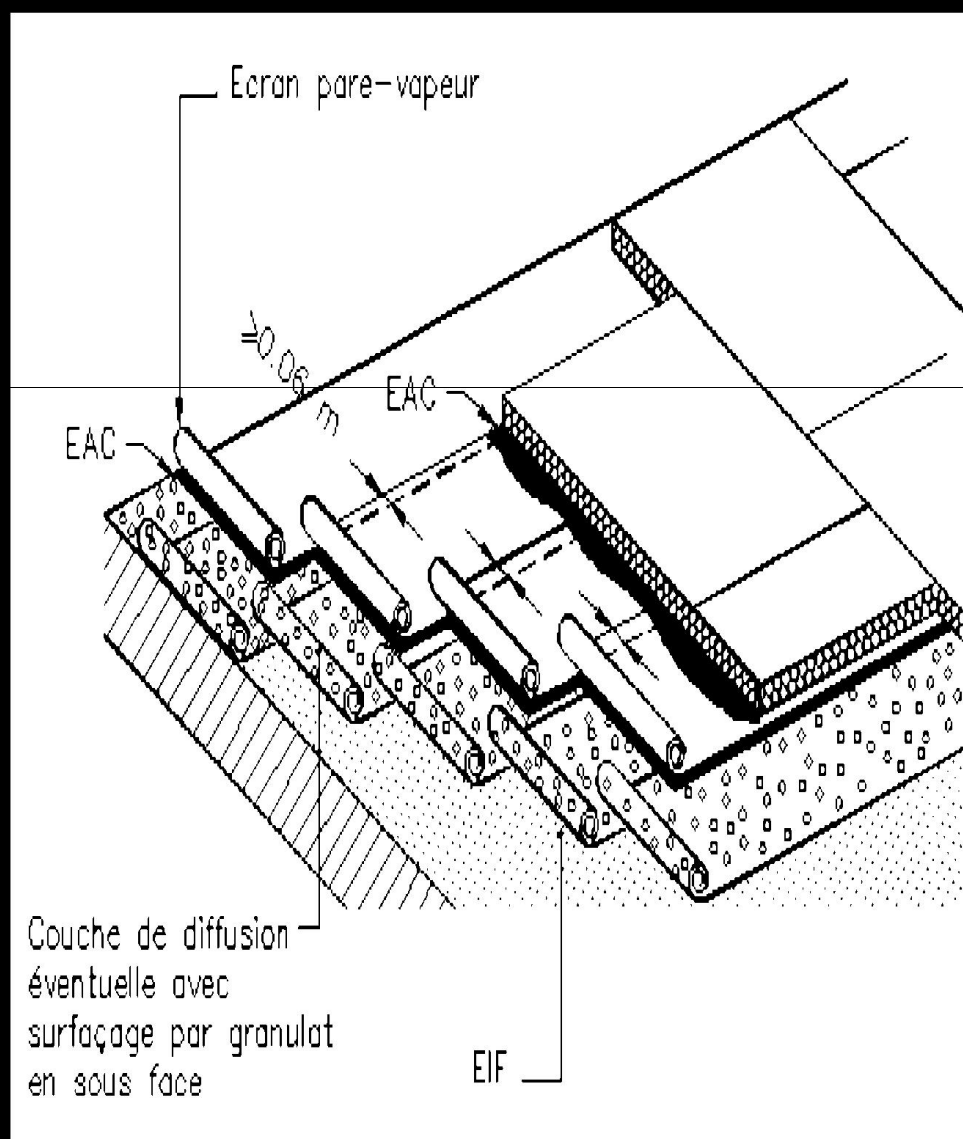 Ecran pare-vapeur
⩾0.06 m
EAC
EAC
Couche de diffusion
éventuelle avec
surfaçage par granulat
en sous face
EIF